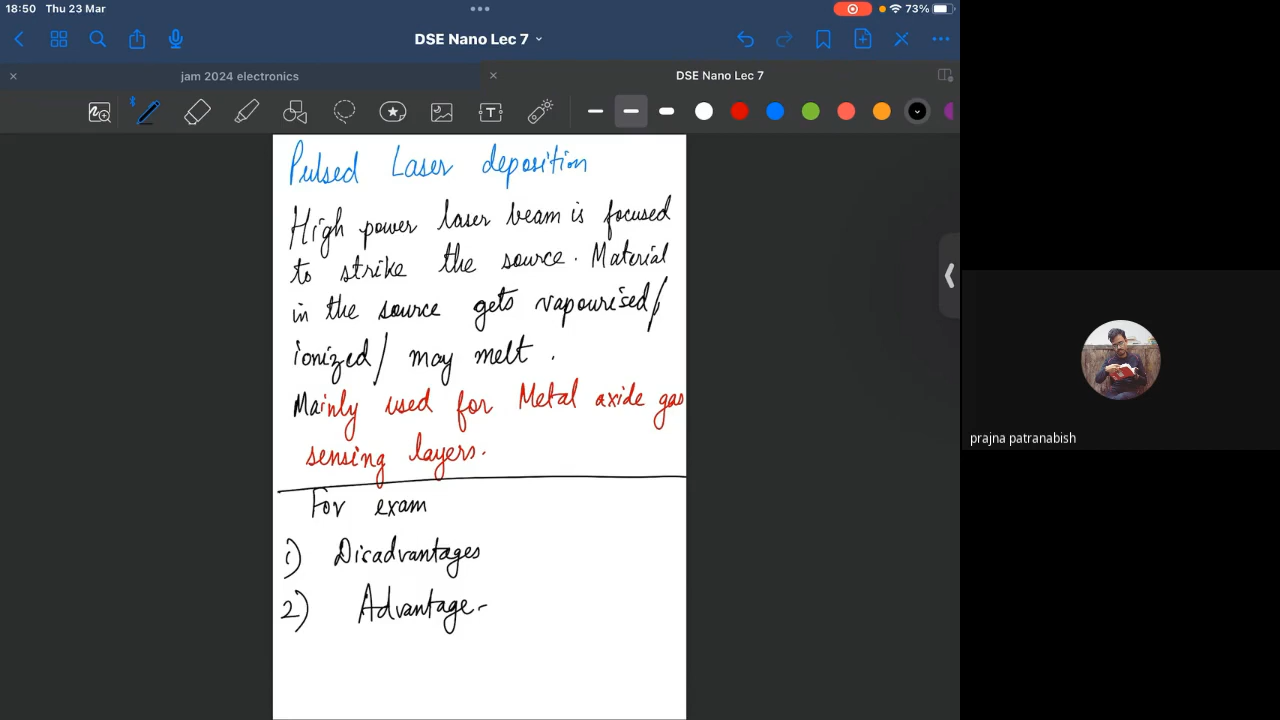 18:50 Thu 23 Mar
73%
DSE Nano Lec 7
jam 2024 electronics
DSE Nano Lec 7
Pulsed Laser deposition
High power laser beam is focused
to strike the source. Material
in the source gets vapourised/
ionized/ may melt.
Mainly used for Metal oxide gas
sensing layers.
For exam
1) Disadvantages
2) Advantage-
prajna patranabish